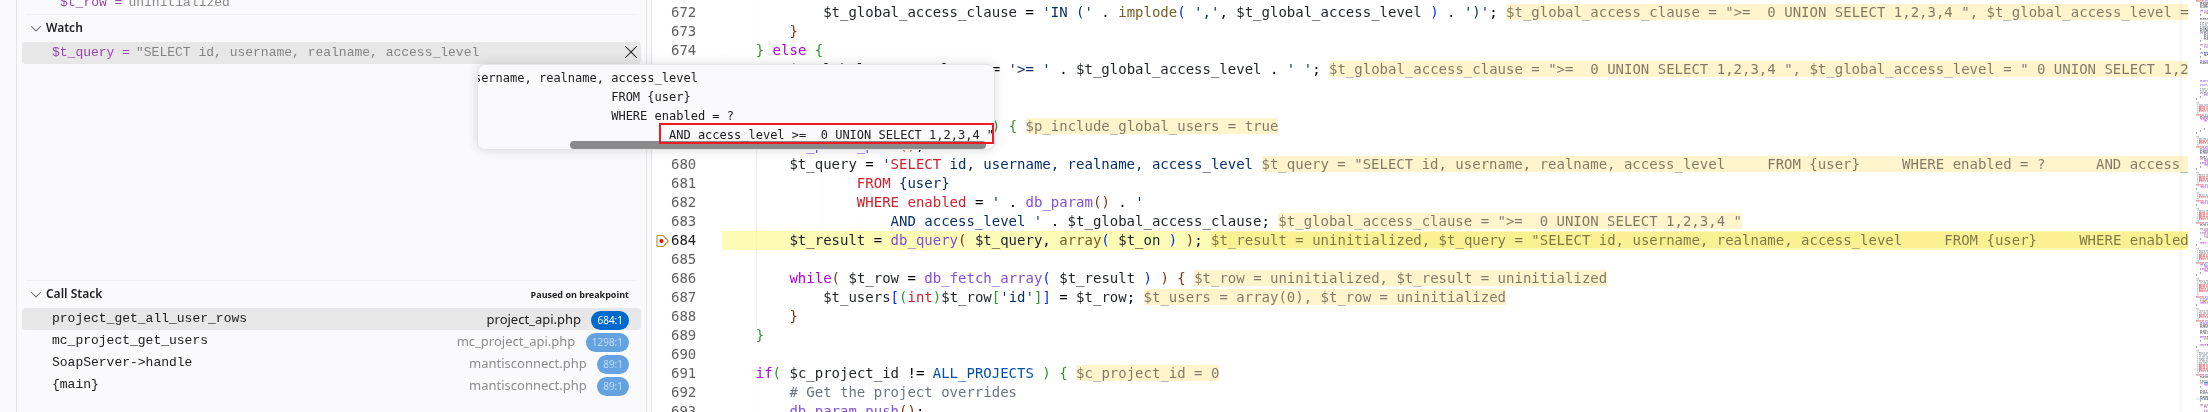 $t_row = uninitialized
Watch
$t_query = "SELECT id, username, realname, access_level
sername, realname, access_level
FROM {user}
WHERE enabled = ?
AND access_level >=  0 UNION SELECT 1,2,3,4 "
Call Stack
Paused on breakpoint
project_get_all_user_rows project_api.php 684:1
mc_project_get_users mc_project_api.php 1298:1
SoapServer->handle mantisconnect.php 89:1
{main} mantisconnect.php 89:1
672 $t_global_access_clause = 'IN (' . implode( ',', $t_global_access_level ) . ')'; $t_global_access_clause = ">=  0 UNION SELECT 1,2,3,4 ", $t_global_access_level =
673 }
674 } else {
= '>= ' . $t_global_access_level . ' '; $t_global_access_clause = ">=  0 UNION SELECT 1,2,3,4 ", $t_global_access_level = " 0 UNION SELECT 1,2
) { $p_include_global_users = true
680 $t_query = 'SELECT id, username, realname, access_level $t_query = "SELECT id, username, realname, access_level FROM {user} WHERE enabled = ? AND access_
681 FROM {user}
682 WHERE enabled = ' . db_param() . '
683 AND access_level ' . $t_global_access_clause; $t_global_access_clause = ">=  0 UNION SELECT 1,2,3,4 "
684 $t_result = db_query( $t_query, array( $t_on ) ); $t_result = uninitialized, $t_query = "SELECT id, username, realname, access_level FROM {user} WHERE enabled
685
686 while( $t_row = db_fetch_array( $t_result ) ) { $t_row = uninitialized, $t_result = uninitialized
687 $t_users[(int)$t_row['id']] = $t_row; $t_users = array(0), $t_row = uninitialized
688 }
689 }
690
691 if( $c_project_id != ALL_PROJECTS ) { $c_project_id = 0
692 # Get the project overrides
693 db_param_push();